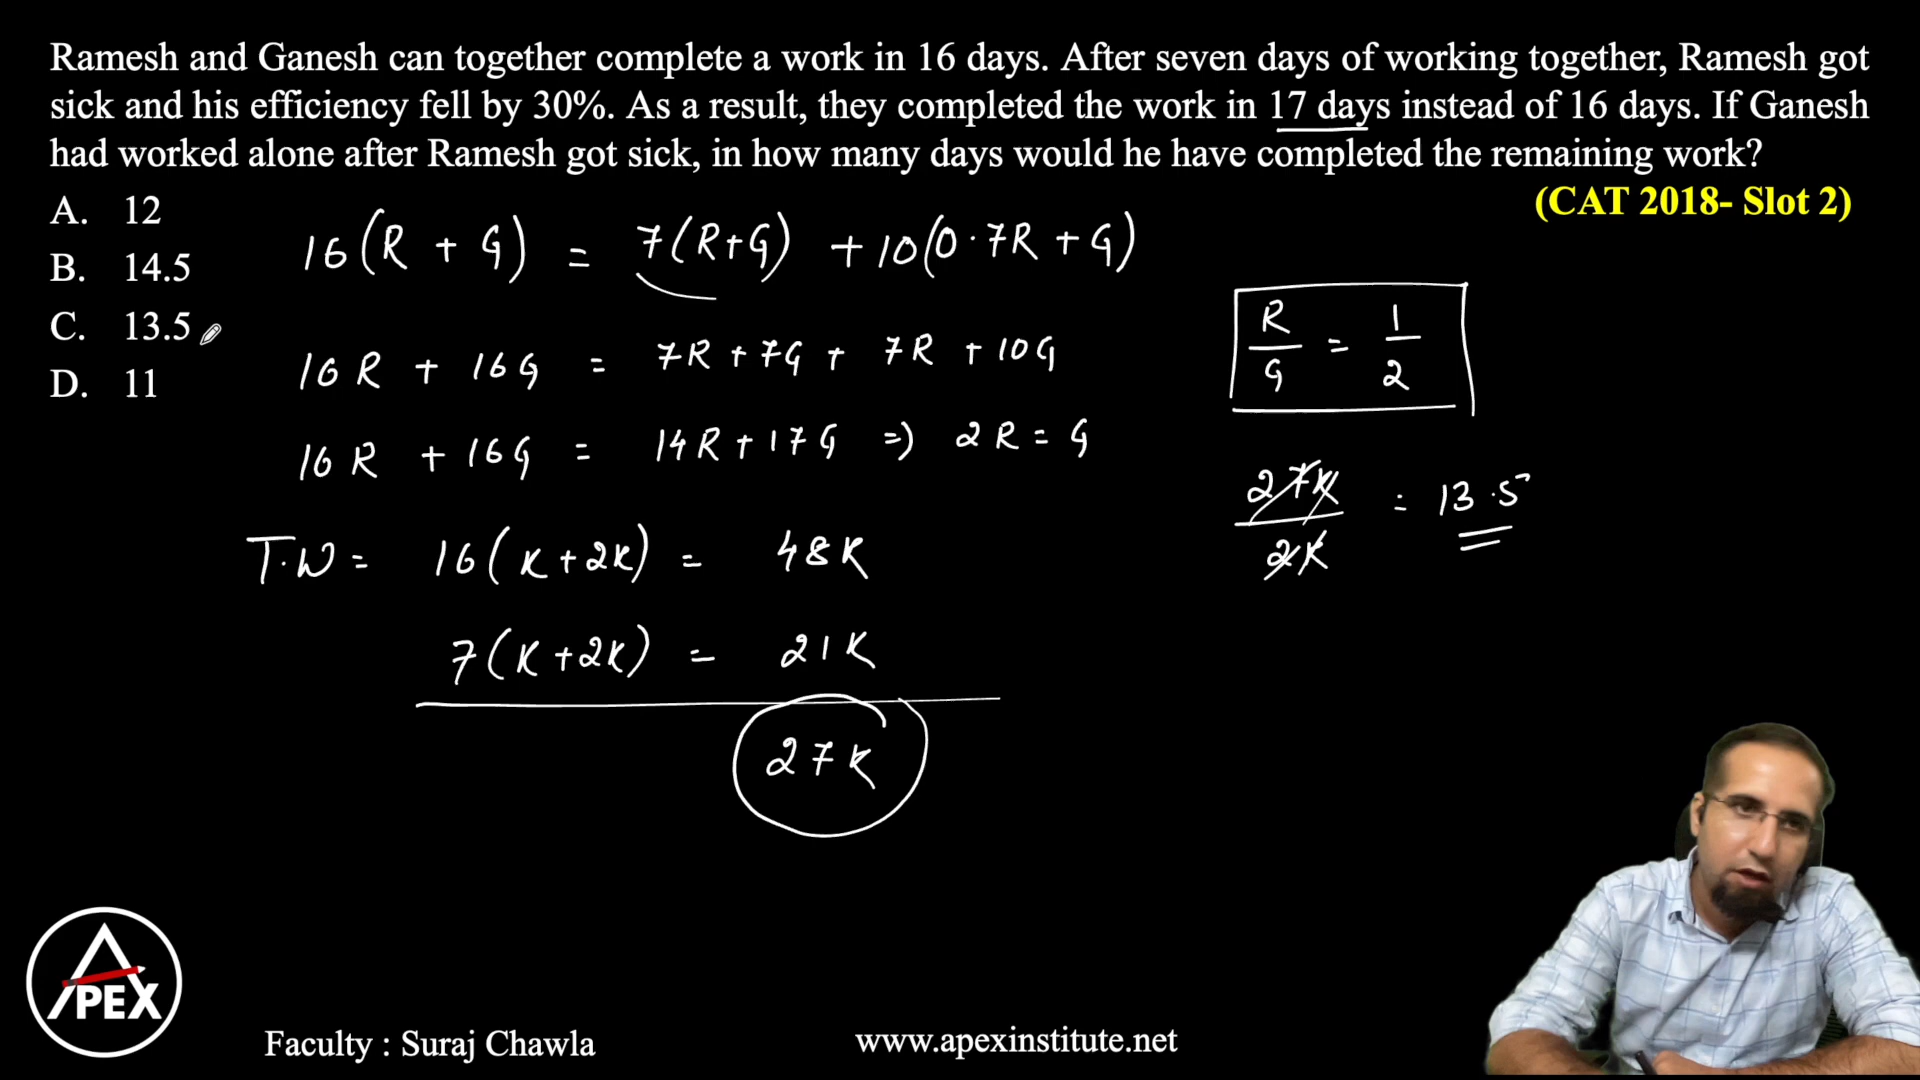 Ramesh and Ganesh can together complete a work in 16 days. After seven days of working together, Ramesh got
sick and his efficiency fell by 30%. As a result, they completed the work in 17 days instead of 16 days. If Ganesh
had worked alone after Ramesh got sick, in how many days would he have completed the remaining work?
(CAT 2018- Slot 2)
A. 12
B. 14.5
C. 13.5
D. 11
16(R + G) = 7(R+G) + 10(0.7R + G)
16R + 16G = 7R + 7G + 7R + 10G
16R + 16G = 14R + 17G => 2R = G
T.W = 16(K+2K) = 48K
7(K+2K) = 21K
27K
R/G = 1/2
27K/2K = 13.5
APEX
Faculty : Suraj Chawla
www.apexinstitute.net